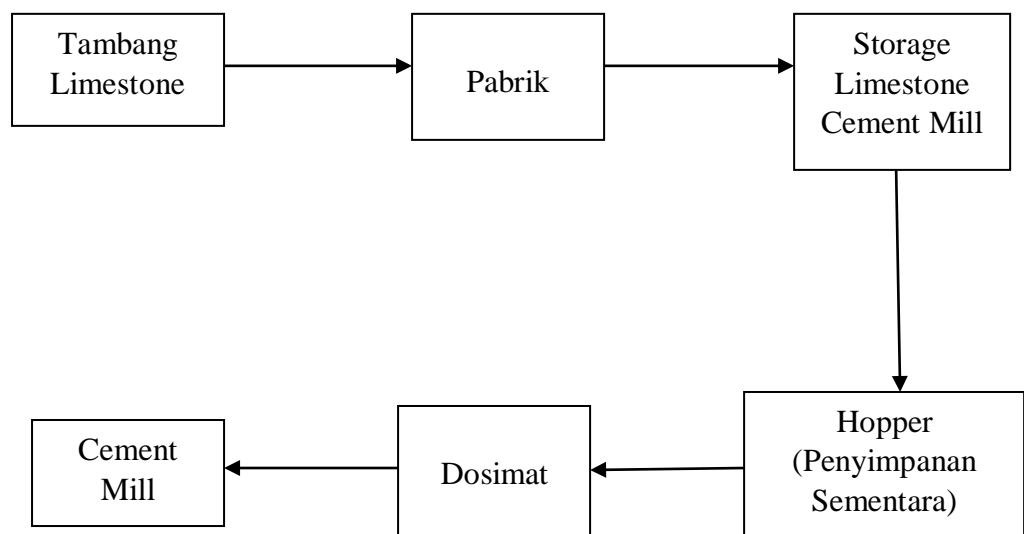 Tambang
Limestone
Pabrik
Storage
Limestone
Cement Mill
Hopper
(Penyimpanan
Sementara)
Dosimat
Cement
Mill